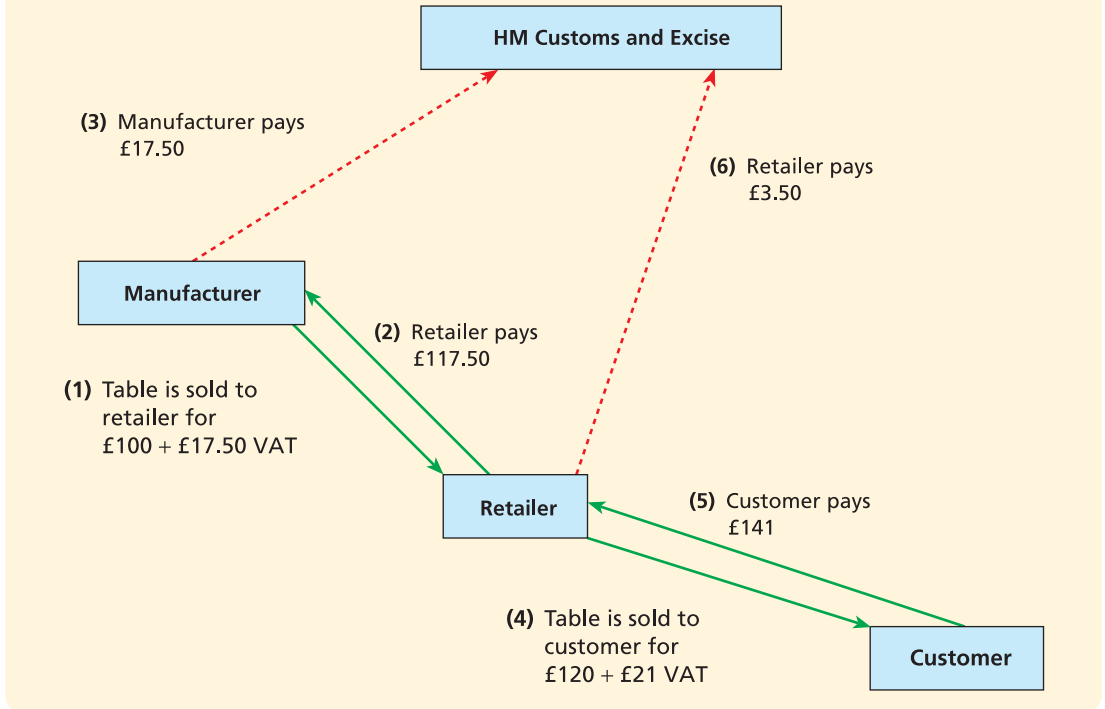 HM Customs and Excise
(3) Manufacturer pays
£17.50
(6) Retailer pays
£3.50
Manufacturer
(2) Retailer pays
£117.50
(1) Table is sold to
retailer for
£100 + £17.50 VAT
Retailer
(5) Customer pays
£141
(4) Table is sold to
customer for
£120 + £21 VAT
Customer